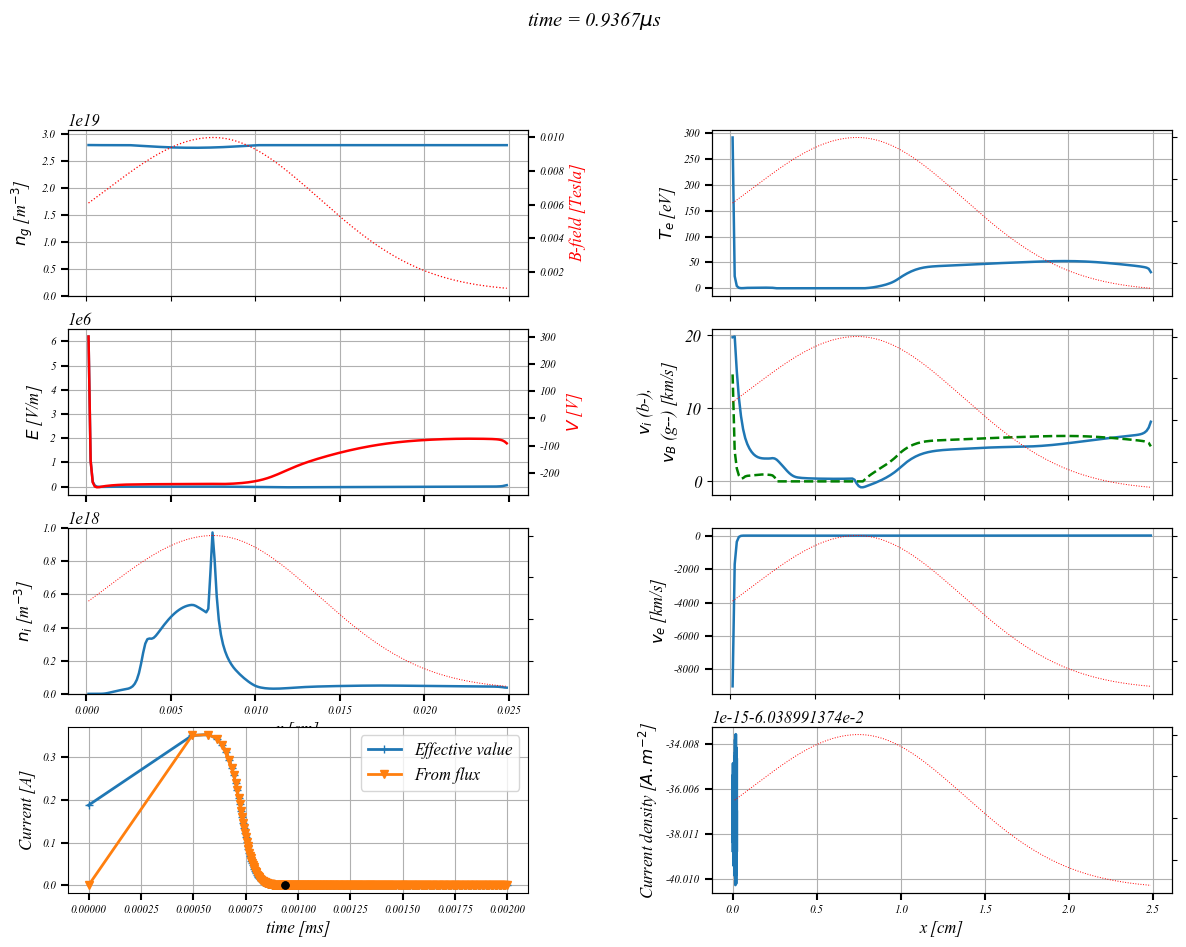 time = 0.9367μs
1e19
3.0
2.5
2.0
1.5
1.0
0.5
0.0
n_g [m⁻³]
0.010
0.008
0.006
0.004
0.002
B-field [Tesla]
300
250
200
150
100
50
0
T_e [eV]
1e6
6
5
4
3
2
1
0
E [V/m]
300
200
100
0
-100
-200
V [V]
20
10
0
v_i (b-),
v_B (g--) [km/s]
1e18
1.0
0.8
0.6
0.4
0.2
0.0
n_i [m⁻³]
0.000 0.005 0.010 0.015 0.020 0.025
0
-2000
-4000
-6000
-8000
v_e [km/s]
0.3
0.2
0.1
0.0
Current [A]
Effective value
From flux
0.00000 0.00025 0.00050 0.00075 0.00100 0.00125 0.00150 0.00175 0.00200
time [ms]
1e-15-6.038991374e-2
-34.008
-36.006
-38.011
-40.010
Current density [A.m⁻²]
0.0 0.5 1.0 1.5 2.0 2.5
x [cm]